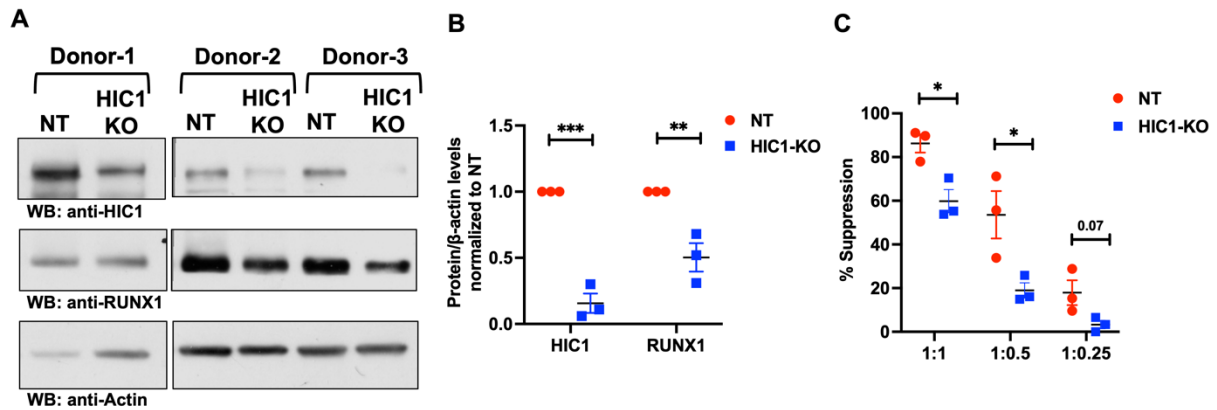 A
Donor-1
Donor-2
Donor-3
NT
HIC1
KO
NT
HIC1
KO
NT
HIC1
KO
WB: anti-HIC1
WB: anti-RUNX1
WB: anti-Actin
B
Protein/β-actin levels
normalized to NT
1.5
1.0
0.5
0.0
***
**
HIC1
RUNX1
NT
HIC1-KO
C
% Suppression
100
80
60
40
20
0
*
*
0.07
1:1
1:0.5
1:0.25
NT
HIC1-KO